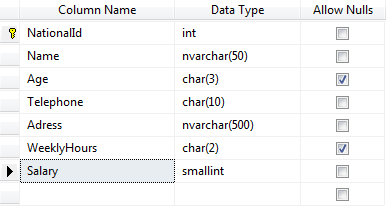 Column Name Data Type Allow Nulls
NationalId int
Name nvarchar(50)
Age char(3)
Telephone char(10)
Adress nvarchar(500)
WeeklyHours char(2)
Salary smallint